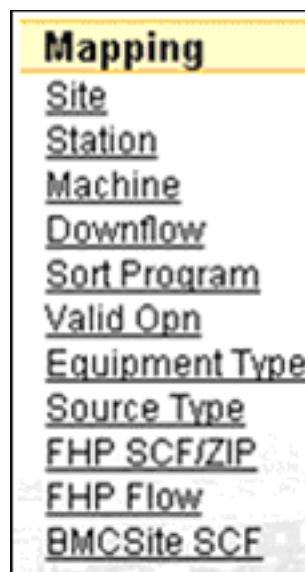 Mapping
Site
Station
Machine
Downflow
Sort Program
Valid Opn
Equipment Type
Source Type
FHP SCF/ZIP
FHP Flow
BMCSite SCF